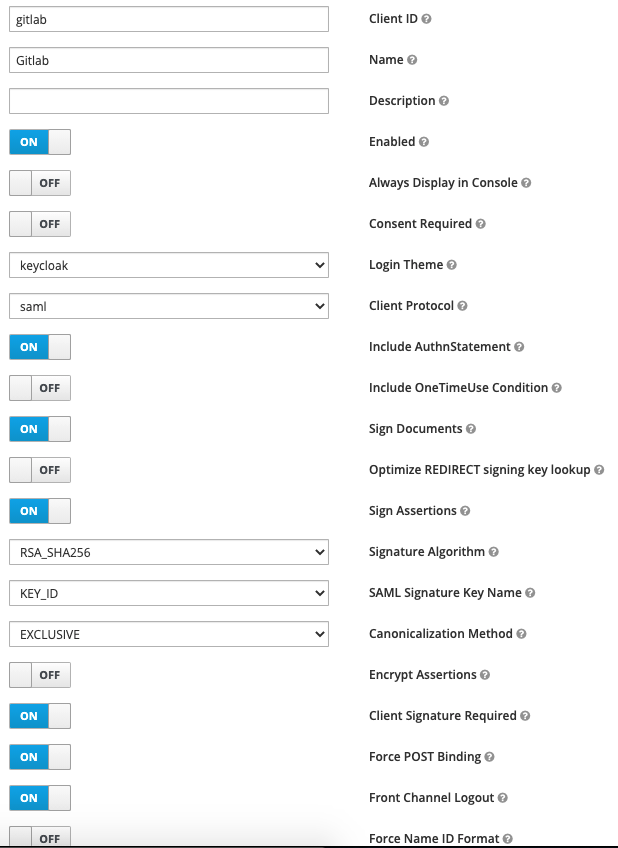 gitlab Client ID
Gitlab Name
Description
ON Enabled
OFF Always Display in Console
OFF Consent Required
keycloak Login Theme
saml Client Protocol
ON Include AuthnStatement
OFF Include OneTimeUse Condition
ON Sign Documents
OFF Optimize REDIRECT signing key lookup
ON Sign Assertions
RSA_SHA256 Signature Algorithm
KEY_ID SAML Signature Key Name
EXCLUSIVE Canonicalization Method
OFF Encrypt Assertions
ON Client Signature Required
ON Force POST Binding
ON Front Channel Logout
OFF Force Name ID Format